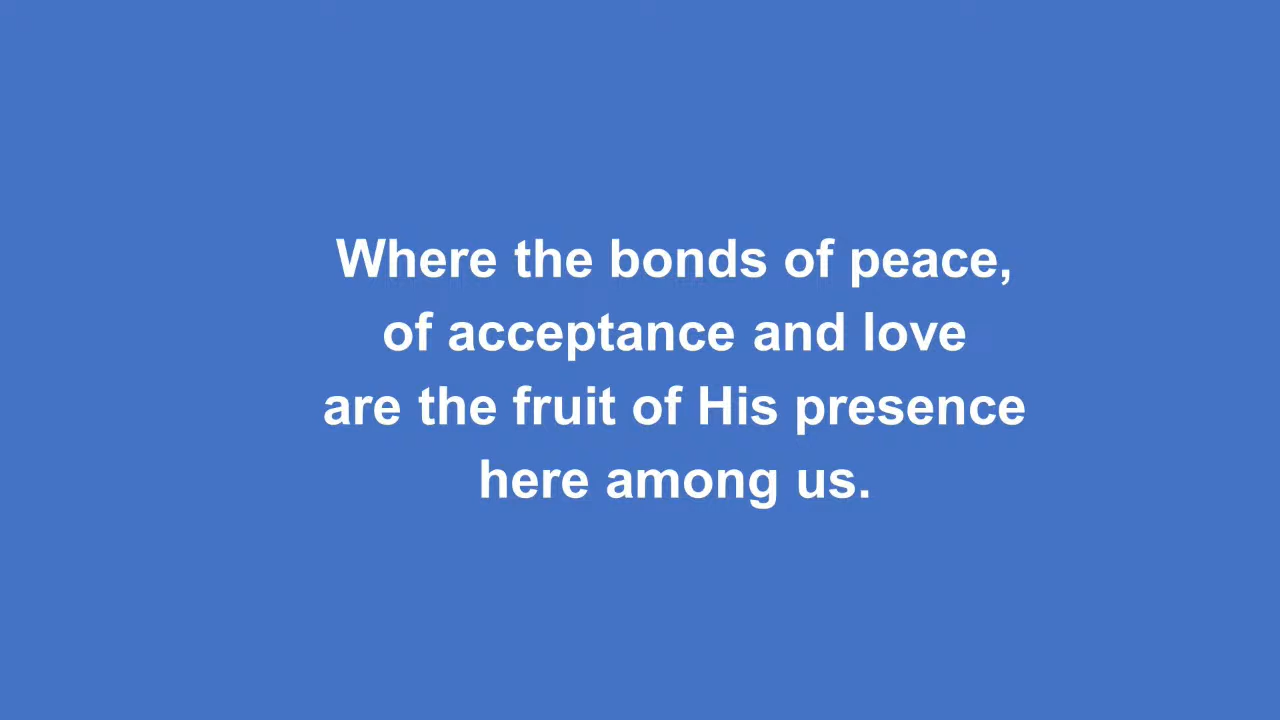 Where the bonds of peace,
of acceptance and love
are the fruit of His presence
here among us.